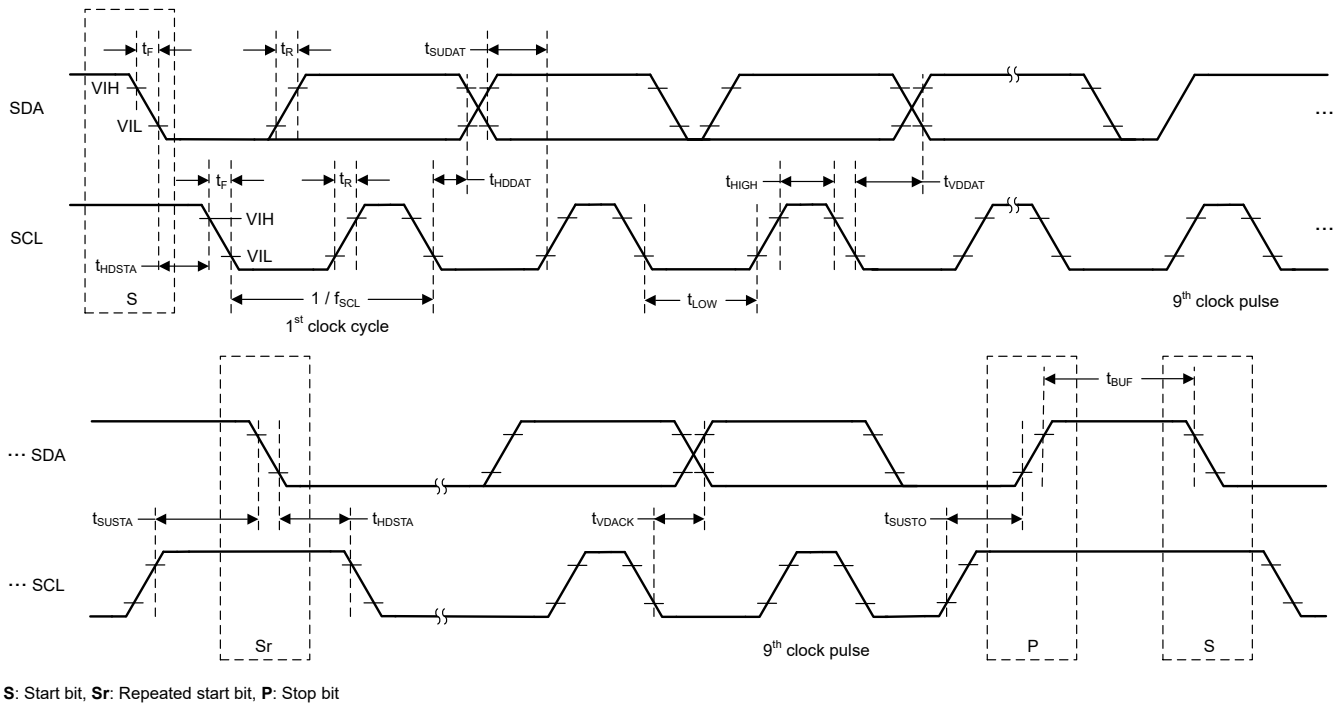 tF
tR
tSUDAT
VIH
SDA
VIL
...
tF
tR
tHDDAT
tHIGH
tVDDAT
VIH
SCL
VIL
...
tHDSTA
S
1 / fSCL
tLOW
9th clock pulse
1st clock cycle
tBUF
... SDA
tSUSTA
tHDSTA
tVDACK
tSUSTO
... SCL
Sr
9th clock pulse
P
S
S: Start bit, Sr: Repeated start bit, P: Stop bit